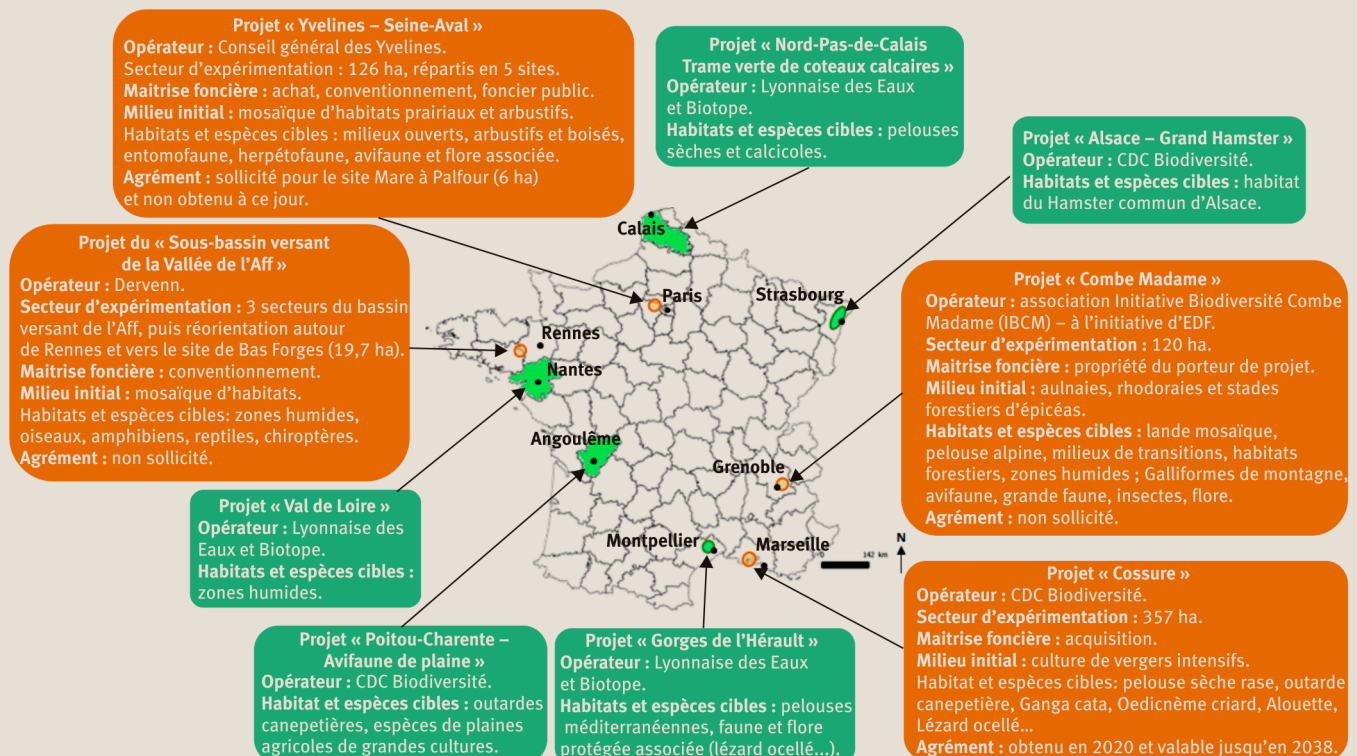 Projet « Yvelines – Seine-Aval »
Opérateur : Conseil général des Yvelines.
Secteur d’expérimentation : 126 ha, répartis en 5 sites.
Maitrise foncière : achat, conventionnement, foncier public.
Milieu initial : mosaïque d’habitats prairiaux et arbustifs.
Habitats et espèces cibles : milieux ouverts, arbustifs et boisés,
entomofaune, herpétofaune, avifaune et flore associée.
Agrément : sollicité pour le site Mare à Palfour (6 ha)
et non obtenu à ce jour.
Projet « Nord-Pas-de-Calais
Trame verte de coteaux calcaires »
Opérateur : Lyonnaise des Eaux
et Biotope.
Habitats et espèces cibles : pelouses
sèches et calcicoles.
Projet « Alsace – Grand Hamster »
Opérateur : CDC Biodiversité.
Habitats et espèces cibles : habitat
du Hamster commun d’Alsace.
Projet du « Sous-bassin versant
de la Vallée de l’Aff »
Opérateur : Dervenn.
Secteur d’expérimentation : 3 secteurs du bassin
versant de l’Aff, puis réorientation autour
de Rennes et vers le site de Bas Forges (19,7 ha).
Maitrise foncière : conventionnement.
Milieu initial : mosaïque d’habitats.
Habitats et espèces cibles: zones humides,
oiseaux, amphibiens, reptiles, chiroptères.
Agrément : non sollicité.
Calais
Paris
Strasbourg
Rennes
Nantes
Angoulême
Grenoble
Montpellier
Marseille
0 142 km
N
Projet « Combe Madame »
Opérateur : association Initiative Biodiversité Combe
Madame (IBCM) – à l’initiative d’EDF.
Secteur d’expérimentation : 120 ha.
Maitrise foncière : propriété du porteur de projet.
Milieu initial : aulnaies, rhodoraies et stades
forestiers d’épicéas.
Habitats et espèces cibles : lande mosaïque,
pelouse alpine, milieux de transitions, habitats
forestiers, zones humides ; Galliformes de montagne,
avifaune, grande faune, insectes, flore.
Agrément : non sollicité.
Projet « Val de Loire »
Opérateur : Lyonnaise des
Eaux et Biotope.
Habitats et espèces cibles :
zones humides.
Projet « Poitou-Charente –
Avifaune de plaine »
Opérateur : CDC Biodiversité.
Habitat et espèces cibles : outardes
canepetières, espèces de plaines
agricoles de grandes cultures.
Projet « Gorges de l’Hérault »
Opérateur : Lyonnaise des Eaux
et Biotope.
Habitats et espèces cibles : pelouses
méditerranéennes, faune et flore
protégée associée (lézard ocellé...).
Projet « Cossure »
Opérateur : CDC Biodiversité.
Secteur d’expérimentation : 357 ha.
Maitrise foncière : acquisition.
Milieu initial : culture de vergers intensifs.
Habitat et espèces cibles: pelouse sèche rase, outarde
canepetière, Ganga cata, Oedicnème criard, Alouette,
Lézard ocellé…
Agrément : obtenu en 2020 et valable jusqu’en 2038.